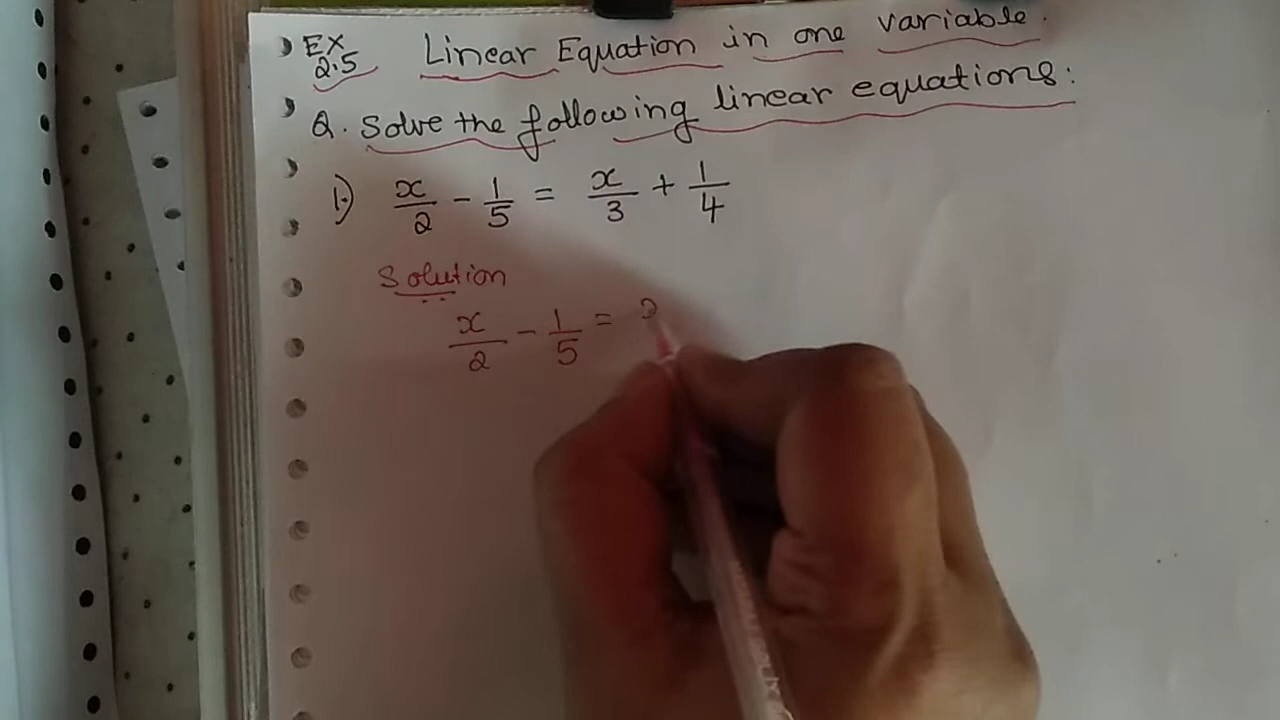 Ex 2.5 Linear Equation in one variable.
Q. Solve the following linear equations:
1.) x/2 - 1/5 = x/3 + 1/4
Solution
x/2 - 1/5 =